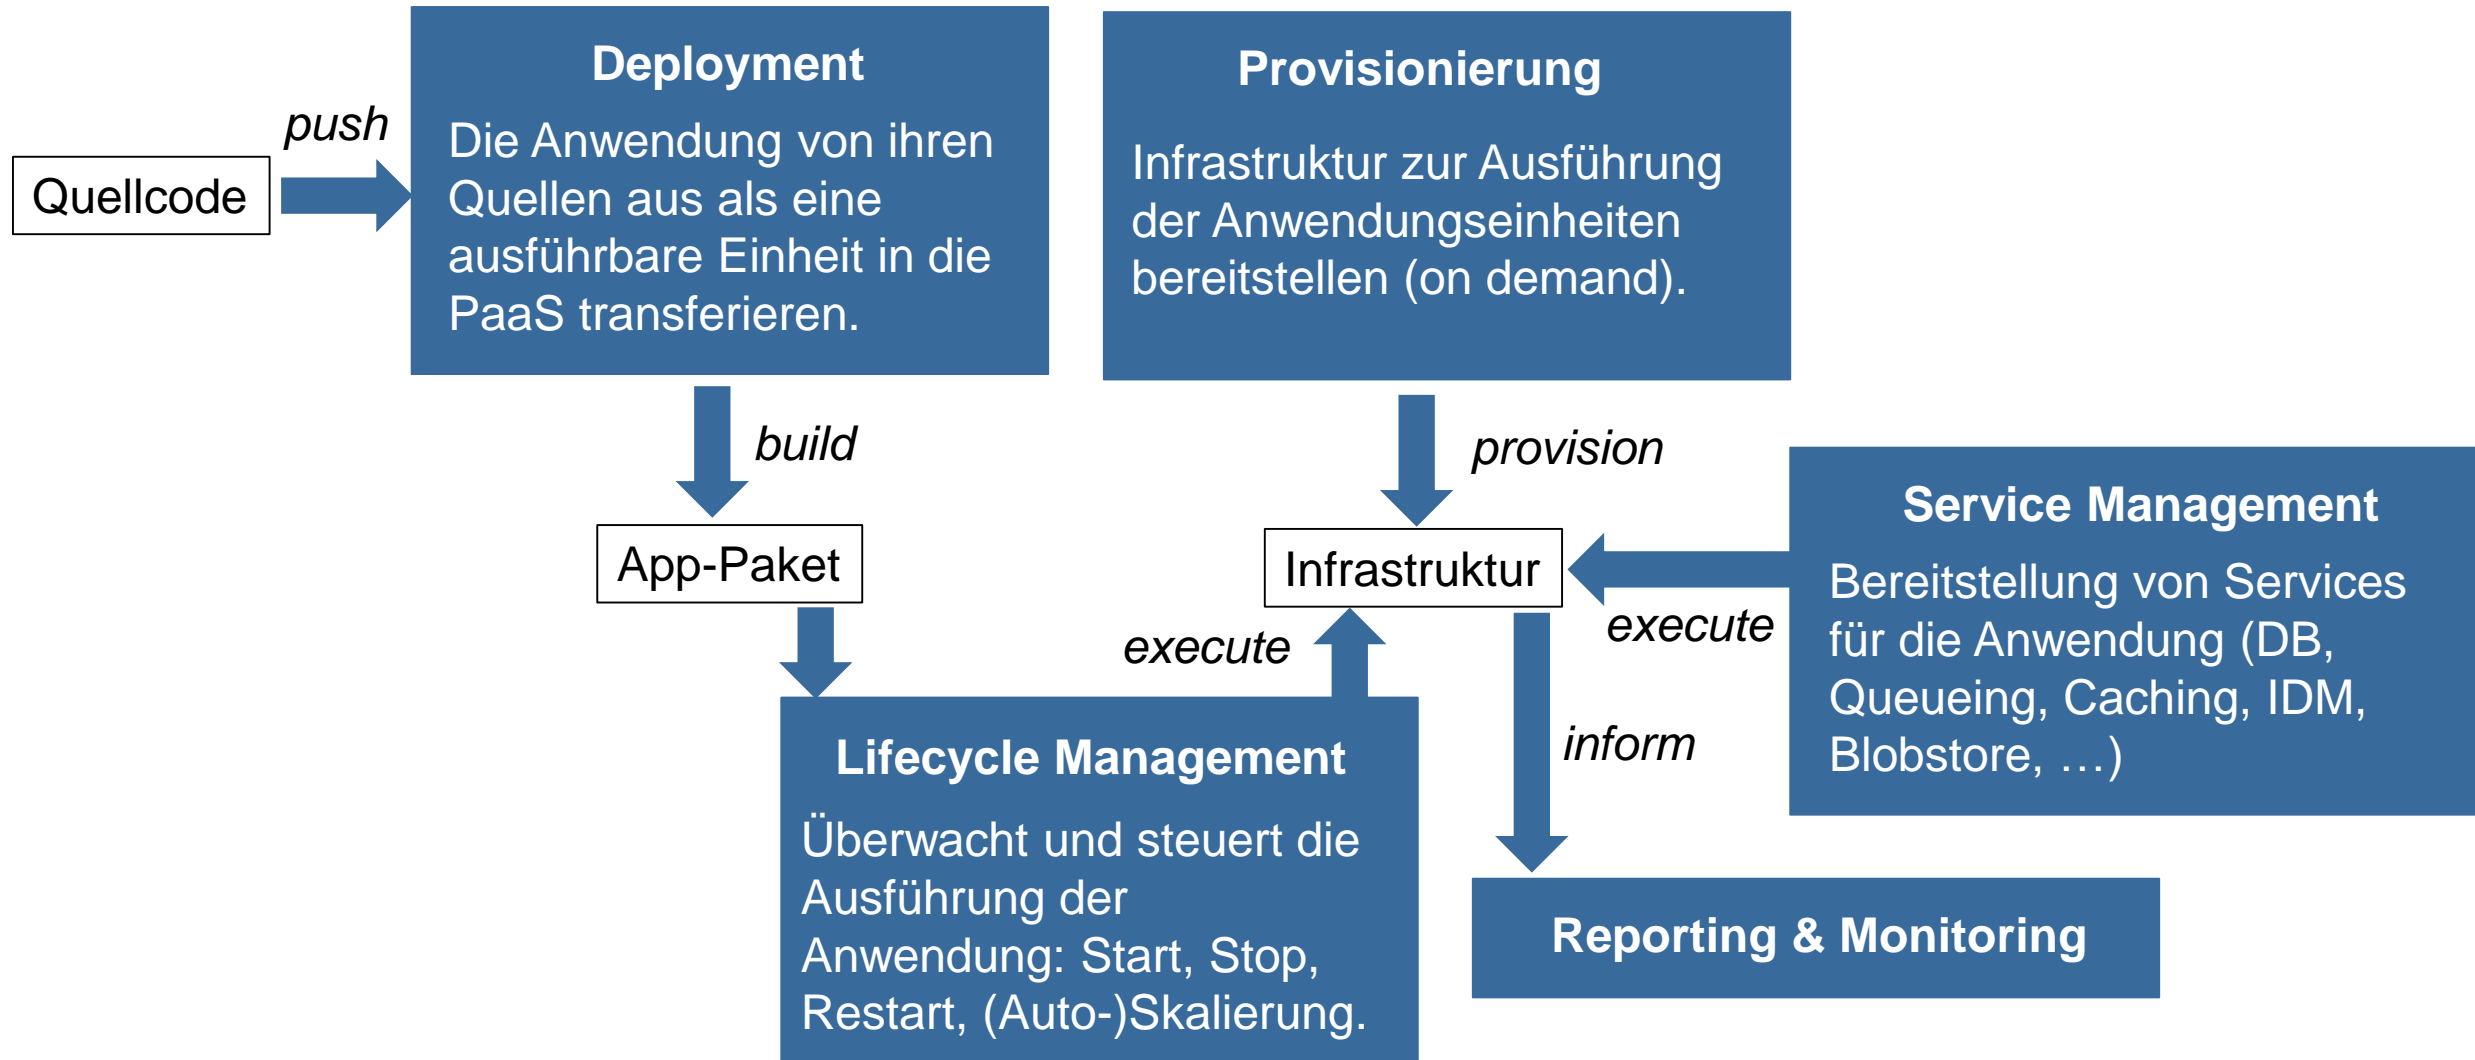 Quellcode
push
Deployment
Die Anwendung von ihren
Quellen aus als eine
ausführbare Einheit in die
PaaS transferieren.
Provisionierung
Infrastruktur zur Ausführung
der Anwendungseinheiten
bereitstellen (on demand).
build
provision
App-Paket
Infrastruktur
execute
execute
Service Management
Bereitstellung von Services
für die Anwendung (DB,
Queueing, Caching, IDM,
Blobstore, …)
Lifecycle Management
Überwacht und steuert die
Ausführung der
Anwendung: Start, Stop,
Restart, (Auto-)Skalierung.
inform
Reporting & Monitoring